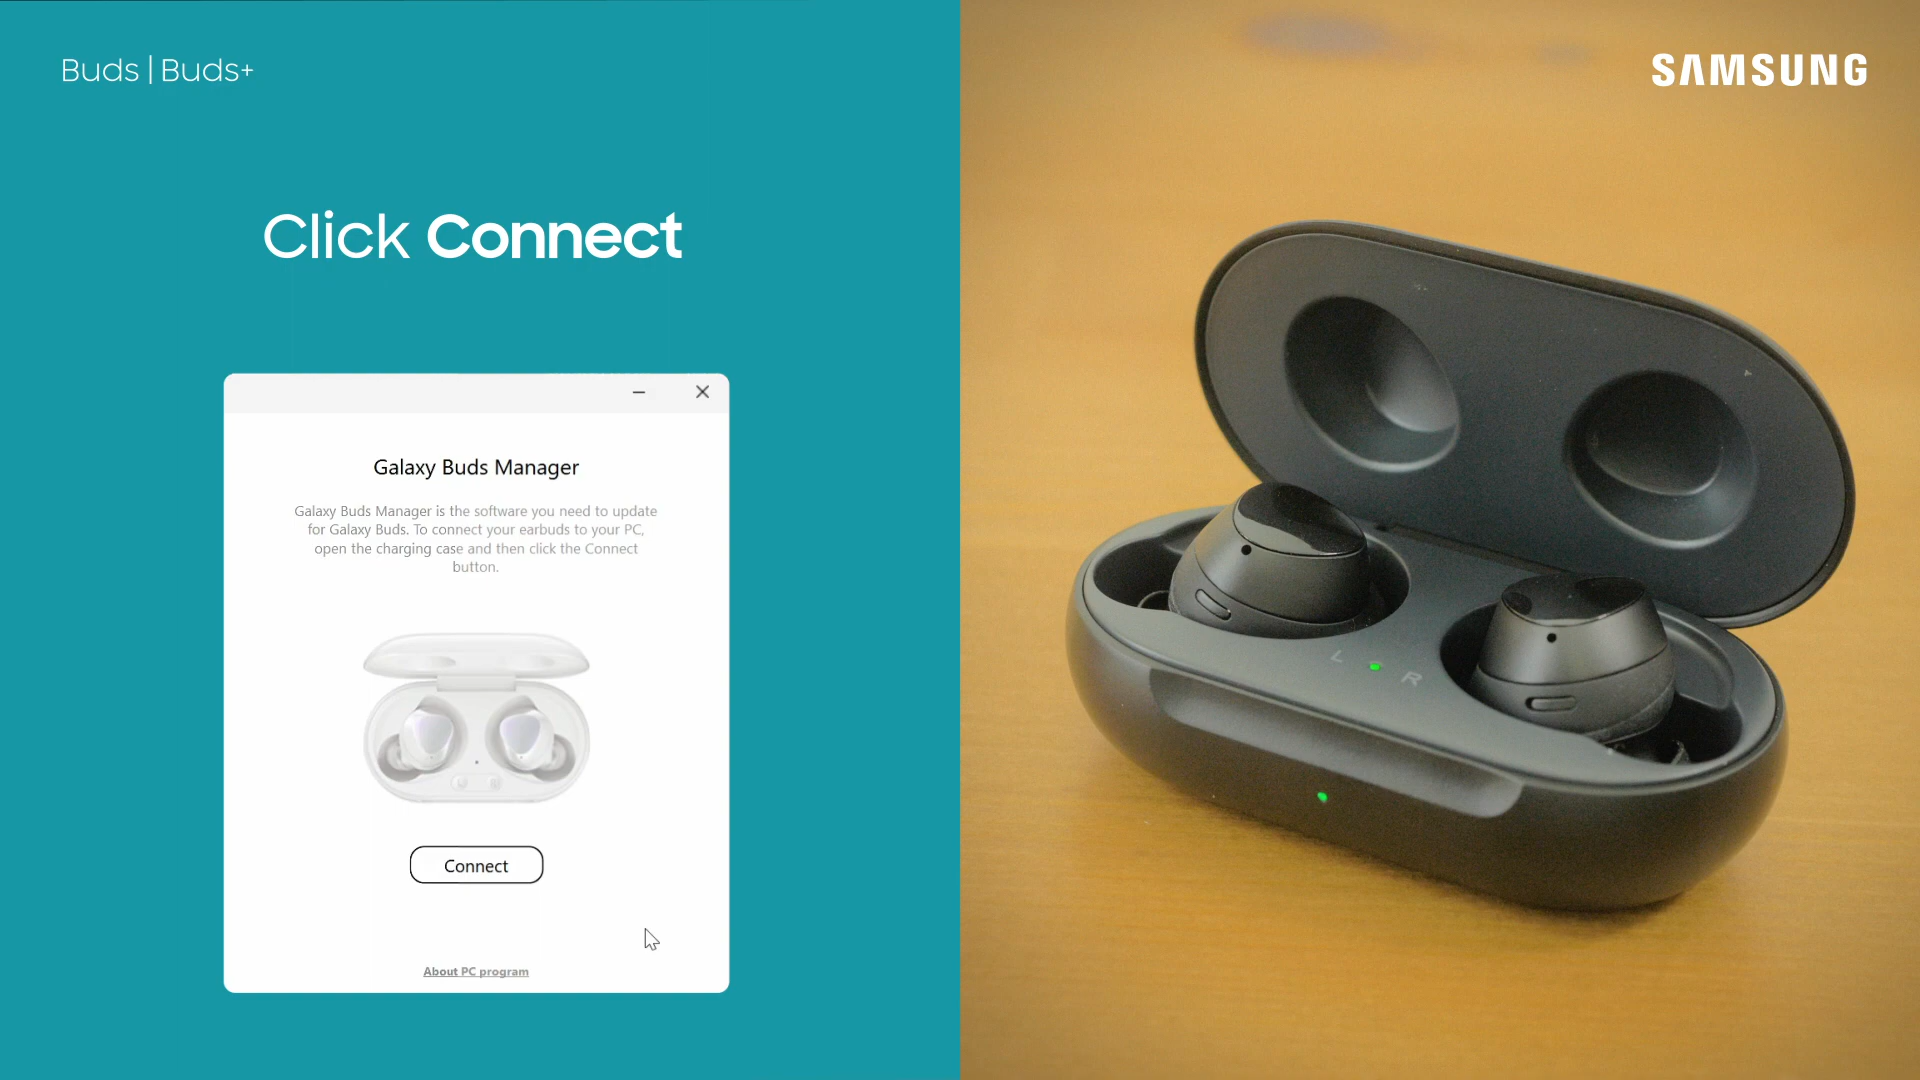 Buds | Buds+
SAMSUNG
Click Connect
Galaxy Buds Manager
Galaxy Buds Manager is the software you need to update
for Galaxy Buds. To connect your earbuds to your PC,
open the charging case and then click the Connect
button.
Connect
About PC program
L R